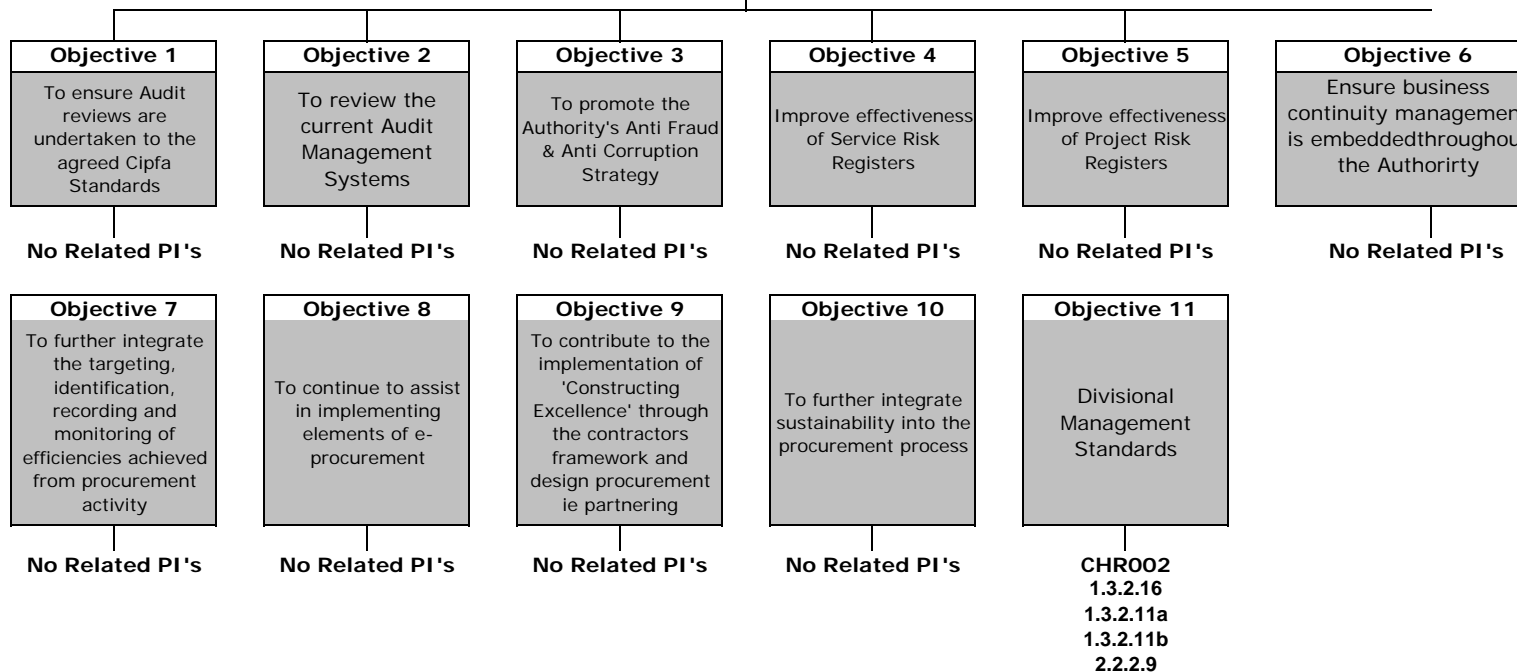 Objective 1
To ensure Audit
reviews are
undertaken to the
agreed Cipfa
Standards
No Related PI's
Objective 2
To review the
current Audit
Management
Systems
No Related PI's
Objective 3
To promote the
Authority's Anti Fraud
& Anti Corruption
Strategy
No Related PI's
Objective 4
Improve effectiveness
of Service Risk
Registers
No Related PI's
Objective 5
Improve effectiveness
of Project Risk
Registers
No Related PI's
Objective 6
Ensure business
continuity managemen
is embeddedthroughou
the Authorirty
No Related PI's
Objective 7
To further integrate
the targeting,
identification,
recording and
monitoring of
efficiencies achieved
from procurement
activity
No Related PI's
Objective 8
To continue to assist
in implementing
elements of e-
procurement
No Related PI's
Objective 9
To contribute to the
implementation of
'Constructing
Excellence' through
the contractors
framework and
design procurement
ie partnering
No Related PI's
Objective 10
To further integrate
sustainability into the
procurement process
No Related PI's
Objective 11
Divisional
Management
Standards
CHR002
1.3.2.16
1.3.2.11a
1.3.2.11b
2.2.2.9